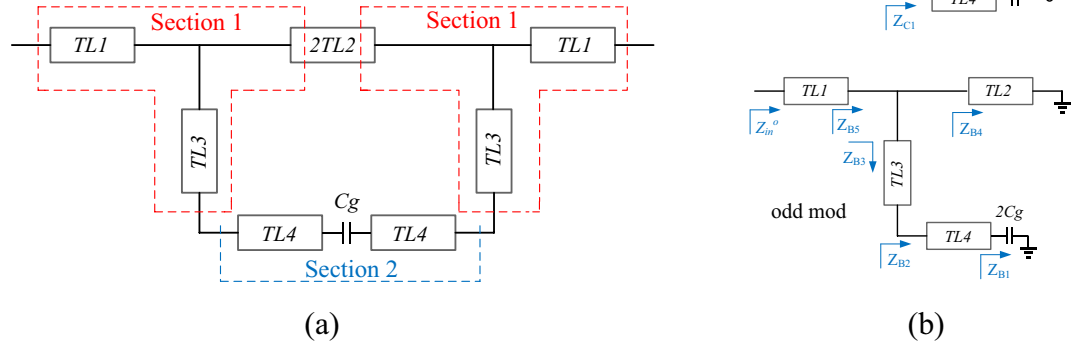 Section 1
Section 1
TL1
2TL2
TL1
TL3
TL3
Cg
TL4
TL4
Section 2
(a)
TL4
Z_C1
TL1
TL2
Z_in^o
Z_B5
Z_B4
Z_B3
TL3
odd mod
2Cg
TL4
Z_B2
Z_B1
(b)